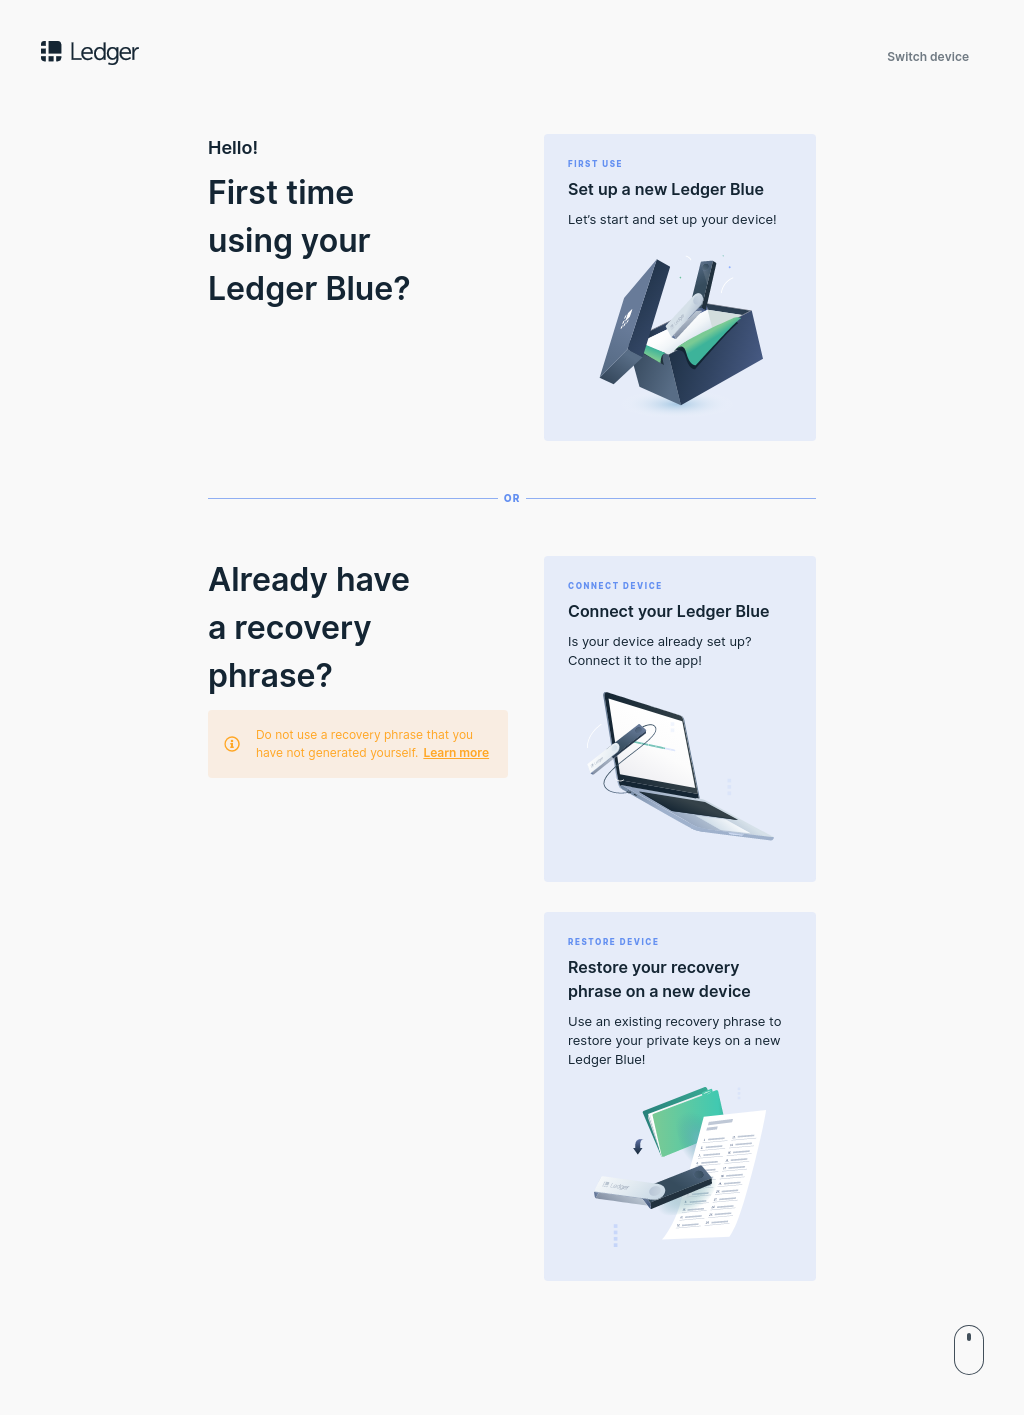 Ledger
Switch device
Hello!
First time
using your
Ledger Blue?
FIRST USE
Set up a new Ledger Blue
Let’s start and set up your device!
OR
Already have
a recovery
phrase?
Do not use a recovery phrase that you
have not generated yourself. Learn more
CONNECT DEVICE
Connect your Ledger Blue
Is your device already set up?
Connect it to the app!
RESTORE DEVICE
Restore your recovery
phrase on a new device
Use an existing recovery phrase to
restore your private keys on a new
Ledger Blue!
Ledger